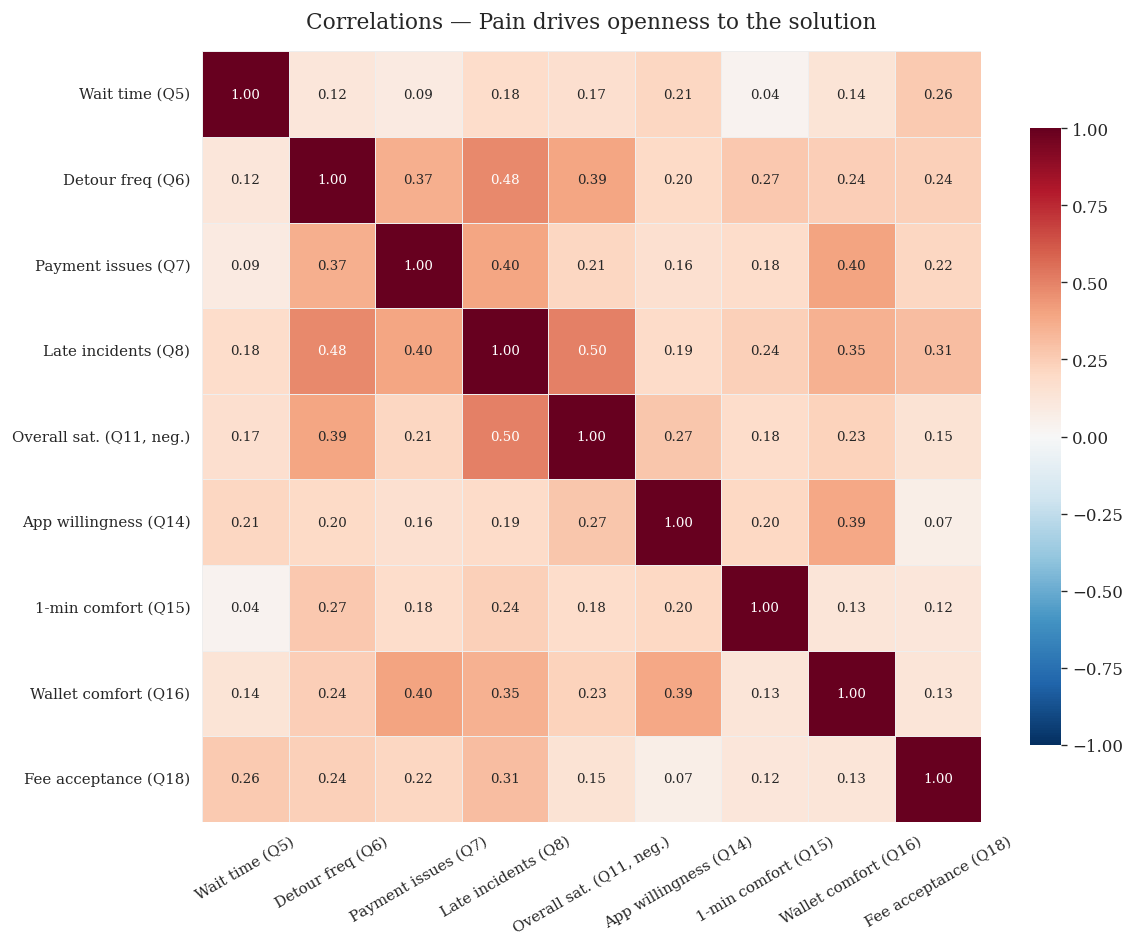 Correlations — Pain drives openness to the solution
Wait time (Q5) 1.00 0.12 0.09 0.18 0.17 0.21 0.04 0.14 0.26
Detour freq (Q6) 0.12 1.00 0.37 0.48 0.39 0.20 0.27 0.24 0.24
Payment issues (Q7) 0.09 0.37 1.00 0.40 0.21 0.16 0.18 0.40 0.22
Late incidents (Q8) 0.18 0.48 0.40 1.00 0.50 0.19 0.24 0.35 0.31
Overall sat. (Q11, neg.) 0.17 0.39 0.21 0.50 1.00 0.27 0.18 0.23 0.15
App willingness (Q14) 0.21 0.20 0.16 0.19 0.27 1.00 0.20 0.39 0.07
1-min comfort (Q15) 0.04 0.27 0.18 0.24 0.18 0.20 1.00 0.13 0.12
Wallet comfort (Q16) 0.14 0.24 0.40 0.35 0.23 0.39 0.13 1.00 0.13
Fee acceptance (Q18) 0.26 0.24 0.22 0.31 0.15 0.07 0.12 0.13 1.00
Wait time (Q5)
Detour freq (Q6)
Payment issues (Q7)
Late incidents (Q8)
Overall sat. (Q11, neg.)
App willingness (Q14)
1-min comfort (Q15)
Wallet comfort (Q16)
Fee acceptance (Q18)
1.00
0.75
0.50
0.25
0.00
−0.25
−0.50
−0.75
−1.00